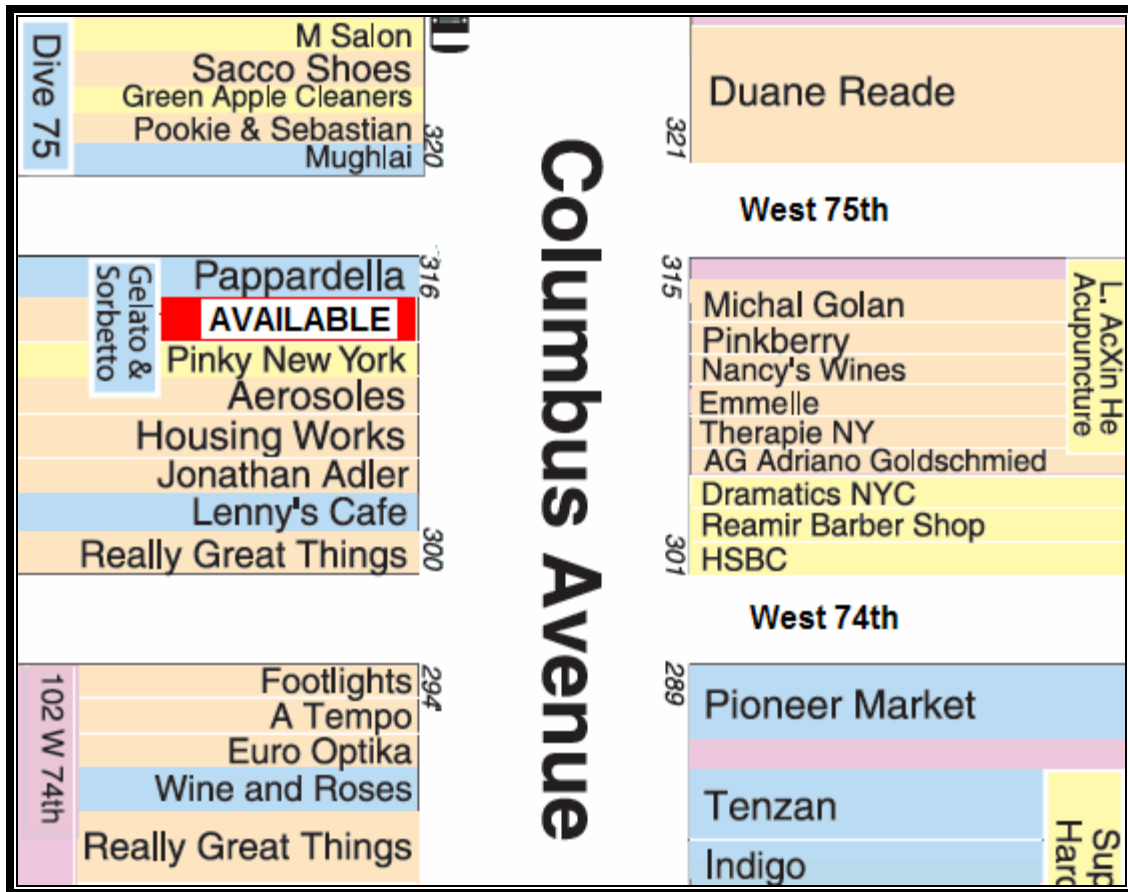 Dive 75
M Salon
Sacco Shoes
Green Apple Cleaners
Pookie & Sebastian
Mughlai
320
Gelato &
Sorbetto
Pappardella
316
AVAILABLE
Pinky New York
Aerosoles
Housing Works
Jonathan Adler
Lenny's Cafe
Really Great Things
300
102 W 74th
Footlights
294
A Tempo
Euro Optika
Wine and Roses
Really Great Things
Columbus Avenue
Duane Reade
321
West 75th
315
Michal Golan
Pinkberry
Nancy's Wines
Emmelle
Therapie NY
AG Adriano Goldschmied
Dramatics NYC
Reamir Barber Shop
HSBC
301
L. AcXin He
Acupuncture
West 74th
289
Pioneer Market
Tenzan
Indigo
Sup
Hard